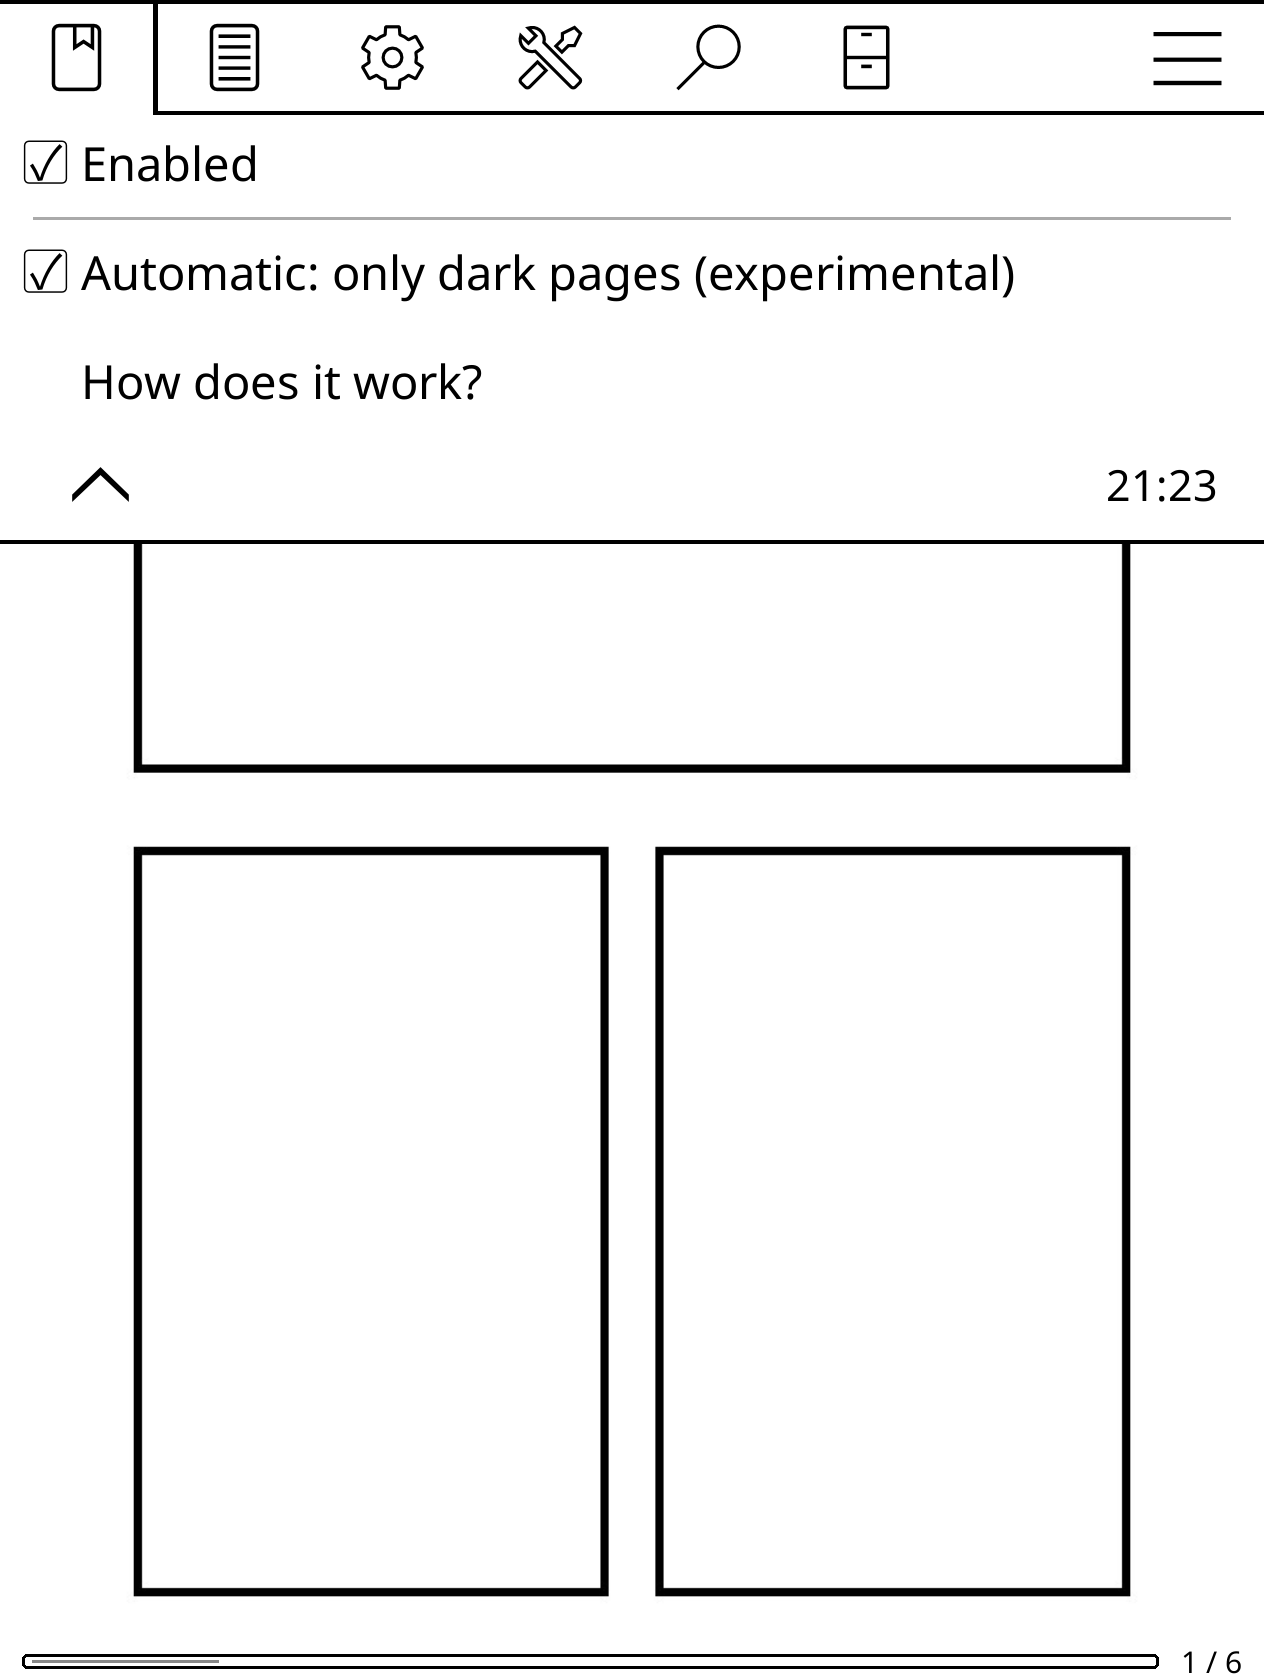 Enabled
Automatic: only dark pages (experimental)
How does it work?
21:23
1 / 6